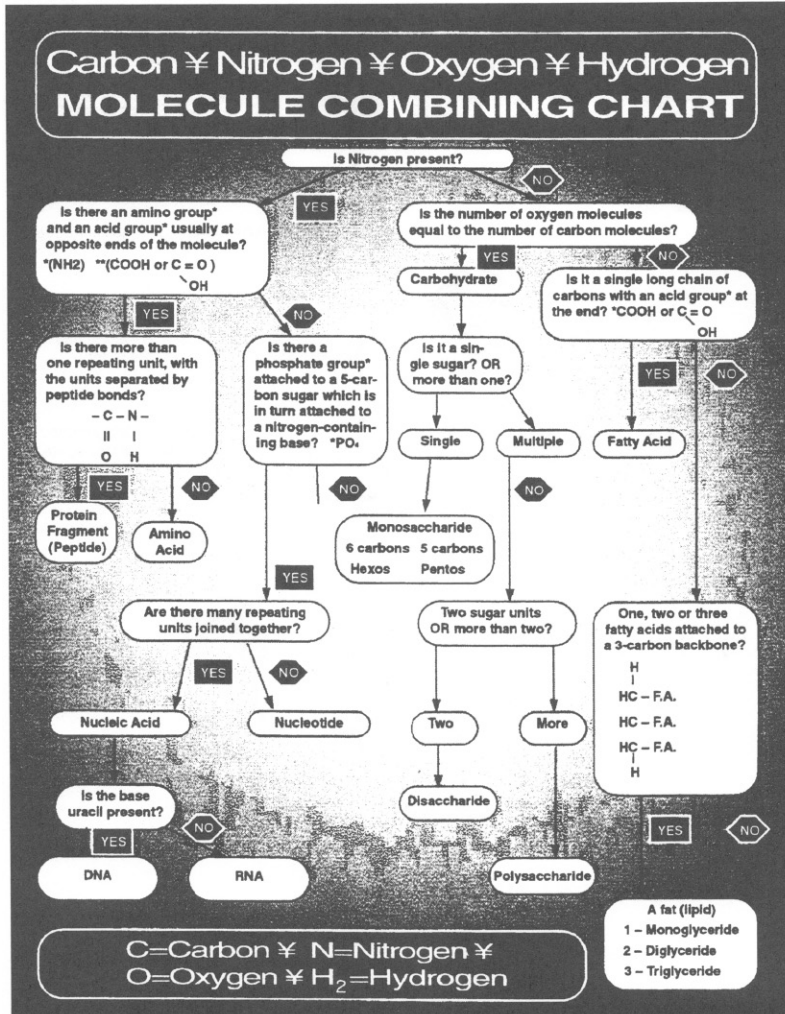 Carbon ¥ Nitrogen ¥ Oxygen ¥ Hydrogen
MOLECULE COMBINING CHART
Is Nitrogen present?
YES
NO
Is there an amino group*
and an acid group* usually at
opposite ends of the molecule?
*(NH2) **(COOH or C = O )
OH
Is the number of oxygen molecules
equal to the number of carbon molecules?
YES
NO
Carbohydrate
Is it a single long chain of
carbons with an acid group* at
the end? *COOH or C = O
OH
YES
NO
Is there more than
one repeating unit, with
the units separated by
peptide bonds?
– C – N –
II I
O H
Is there a
phosphate group*
attached to a 5-car-
bon sugar which is
in turn attached to
a nitrogen-contain-
ing base? *PO4
Is it a sin-
gle sugar? OR
more than one?
YES
NO
Single
Multiple
Fatty Acid
YES
NO
NO
NO
Protein
Fragment
(Peptide)
Amino
Acid
Monosaccharide
6 carbons 5 carbons
Hexos Pentos
YES
Are there many repeating
units joined together?
Two sugar units
OR more than two?
One, two or three
fatty acids attached to
a 3-carbon backbone?
H
HC – F.A.
HC – F.A.
HC – F.A.
H
YES
NO
Nucleic Acid
Nucleotide
Two
More
Is the base
uracil present?
Disaccharide
YES
NO
YES
NO
DNA
RNA
Polysaccharide
A fat (lipid)
1 – Monoglyceride
2 – Diglyceride
3 – Triglyceride
C=Carbon ¥ N=Nitrogen ¥
O=Oxygen ¥ H2=Hydrogen